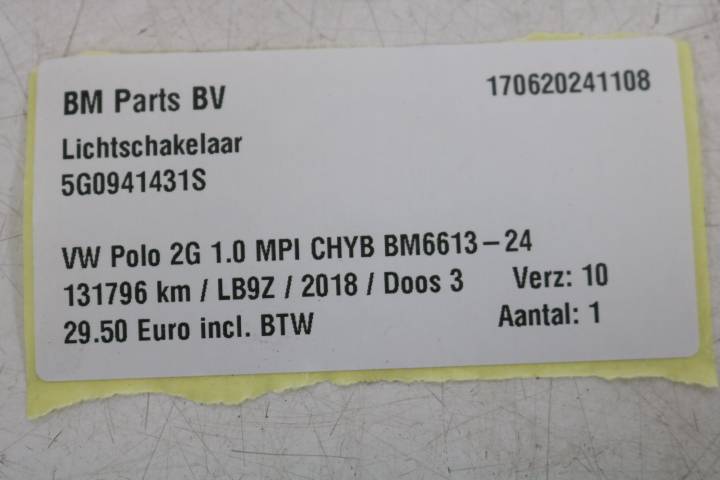 BM Parts BV 170620241108
Lichtschakelaar
5G0941431S
VW Polo 2G 1.0 MPI CHYB BM6613-24
131796 km / LB9Z / 2018 / Doos 3 Verz: 10
29.50 Euro incl. BTW Aantal: 1